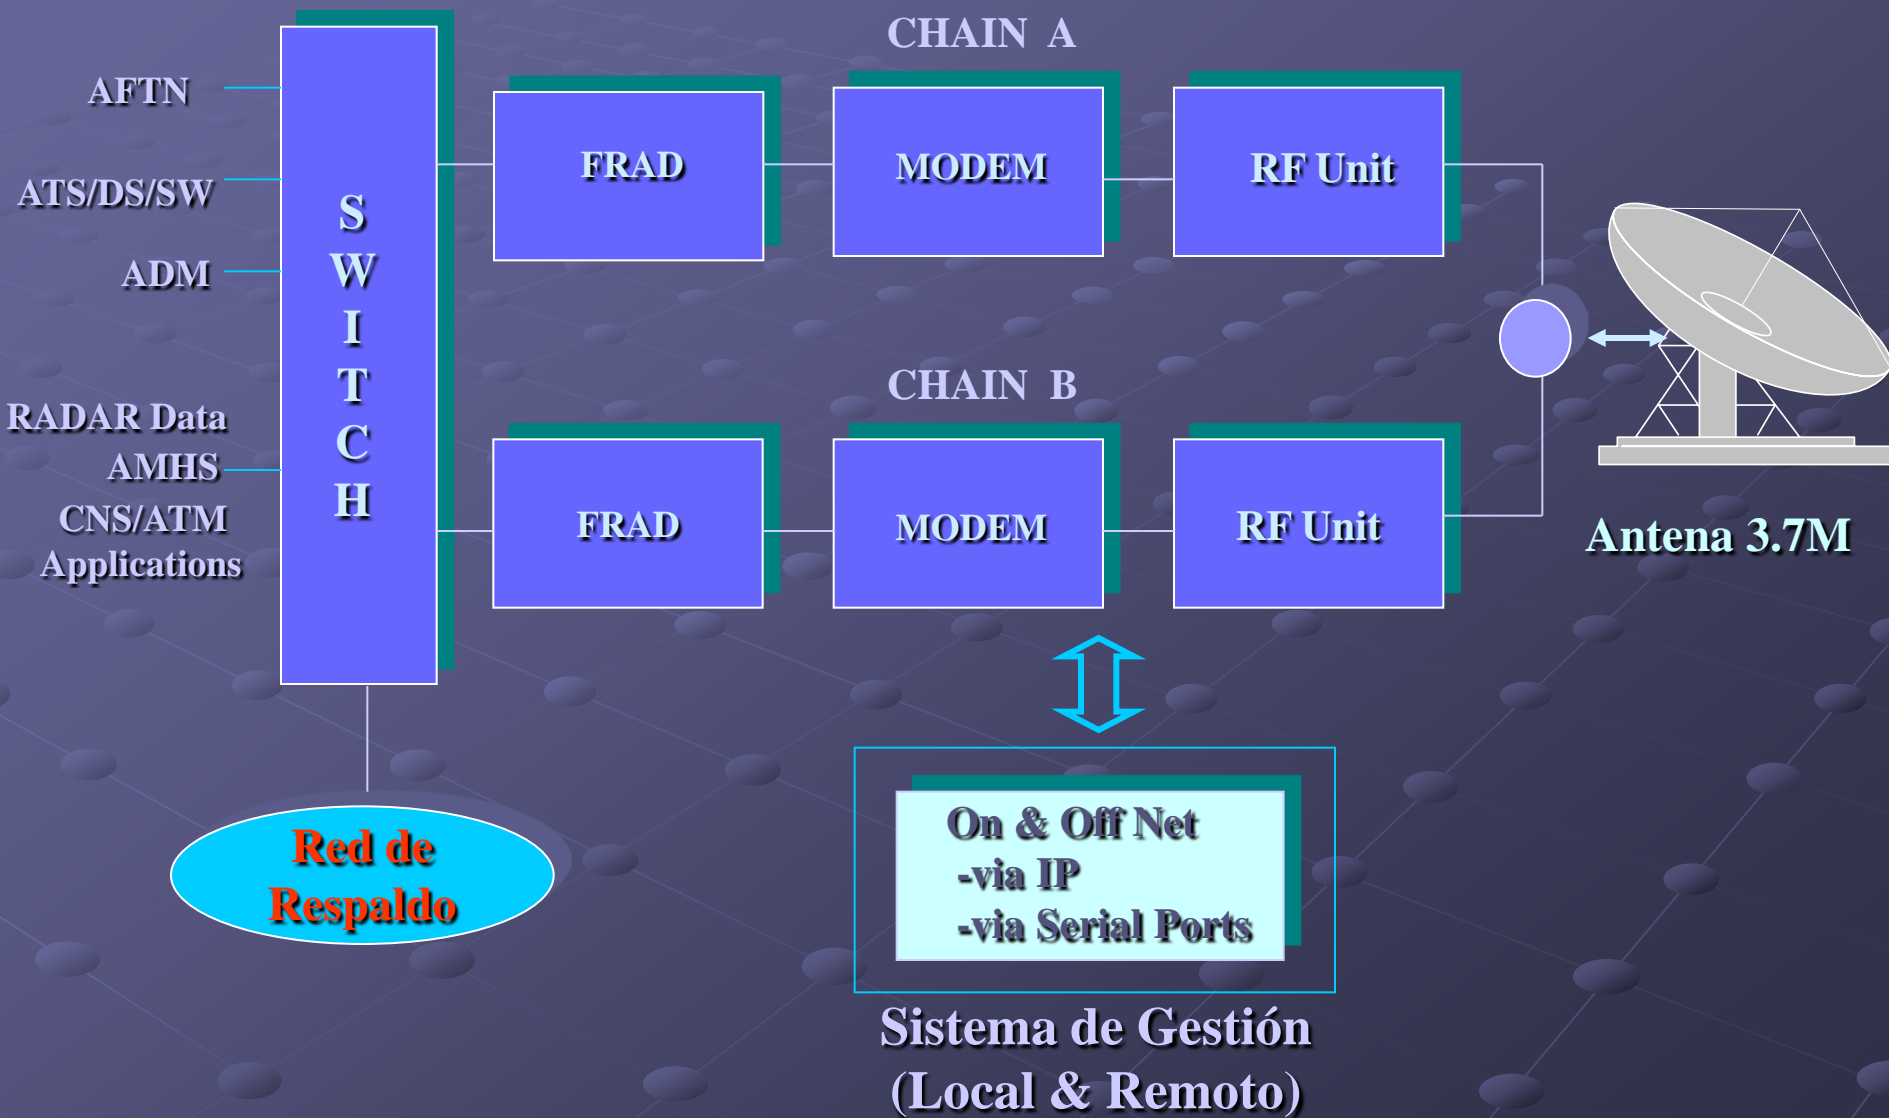 CHAIN A
AFTN
ATS/DS/SW
ADM
RADAR Data
AMHS
CNS/ATM
Applications
S
W
I
T
C
H
FRAD
MODEM
RF Unit
CHAIN B
FRAD
MODEM
RF Unit
Antena 3.7M
Red de
Respaldo
On & Off Net
-via IP
-via Serial Ports
Sistema de Gestión
(Local & Remoto)